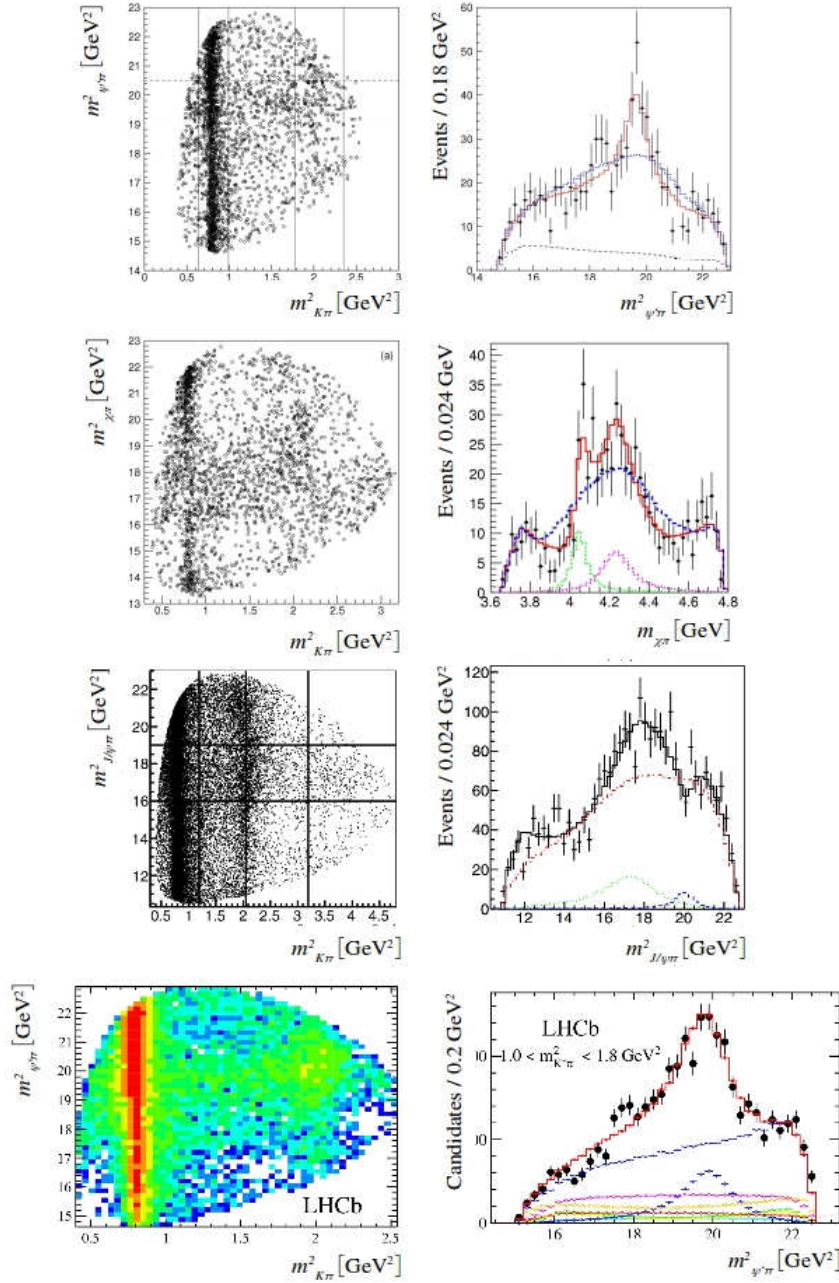 m²ψ'π [GeV²]
23
22
21
20
19
18
17
16
15
14
0 0.5 1 1.5 2 2.5 3
m²Kπ [GeV²]
Events / 0.18 GeV²
60
50
40
30
20
10
0
14 16 18 20 22
m²ψ'π [GeV²]
m²χπ [GeV²]
(a)
23
22
21
20
19
18
17
16
15
14
13
0 1 2 3
m²Kπ [GeV²]
Events / 0.024 GeV
40
35
30
25
20
15
10
5
0
3.6 3.8 4 4.2 4.4 4.6 4.8
mχπ [GeV]
m²J/ψπ [GeV²]
22
20
18
16
14
12
0.5 1 1.5 2 2.5 3 3.5 4 4.5
m²Kπ [GeV²]
Events / 0.024 GeV²
120
100
80
60
40
20
0
10 12 14 16 18 20 22
m²J/ψπ [GeV²]
m²ψ'π [GeV²]
22
21
20
19
18
17
16
15
LHCb
0.5 1 1.5 2 2.5
m²Kπ [GeV²]
Candidates / 0.2 GeV²
LHCb
1.0 < m²K⁺π⁻ < 1.8 GeV²
0
16 18 20 22
m²ψ'π [GeV²]